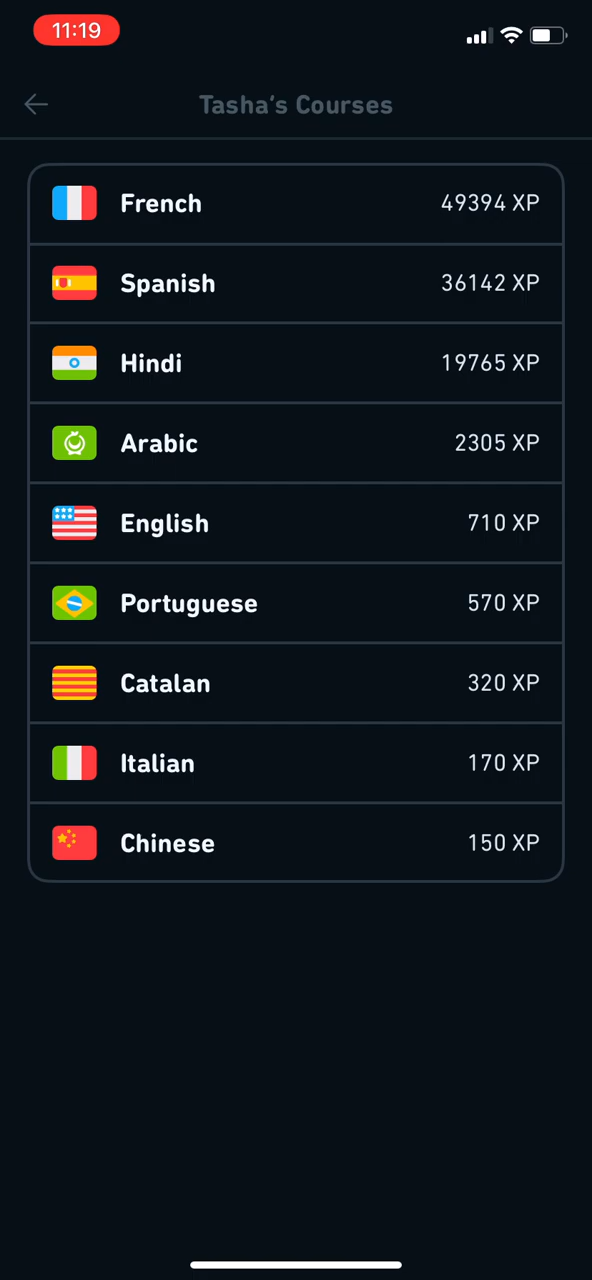 11:19
Tasha's Courses
French 49394 XP
Spanish 36142 XP
Hindi 19765 XP
Arabic 2305 XP
English 710 XP
Portuguese 570 XP
Catalan 320 XP
Italian 170 XP
Chinese 150 XP